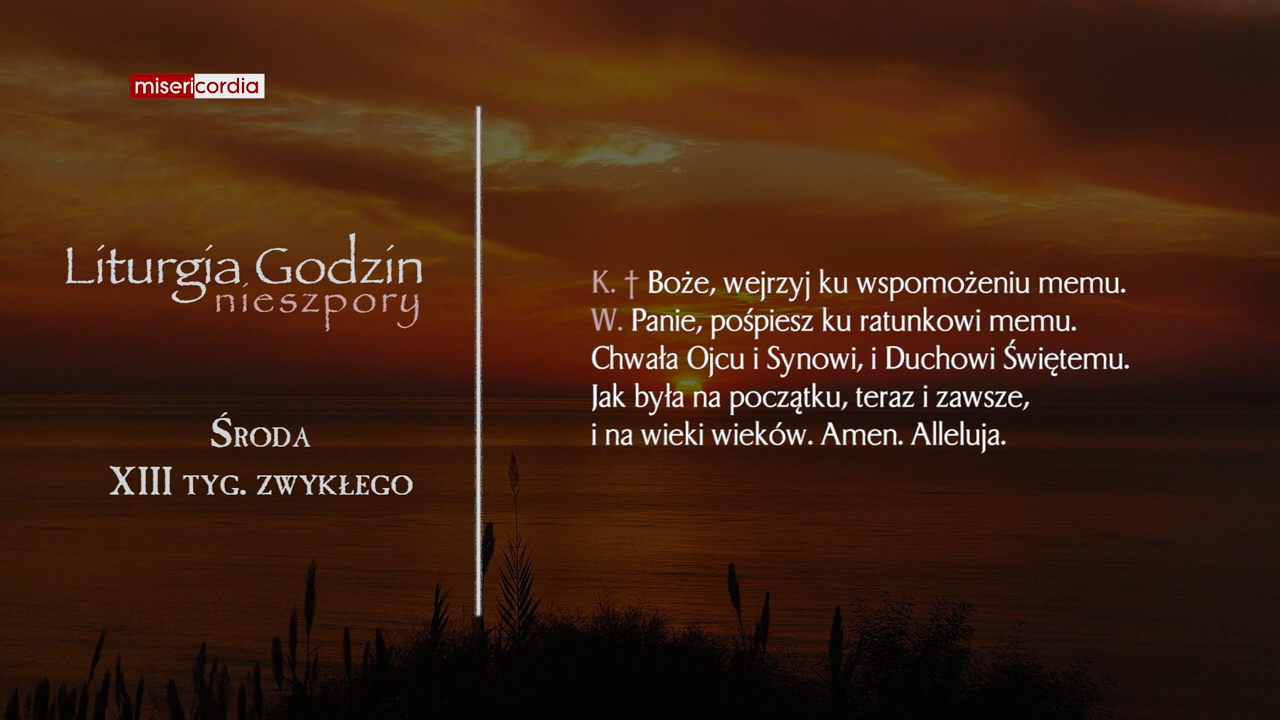 misericordia
Liturgia Godzin
nieszpory
Środa
XIII tyg. zwykłego
K. † Boże, wejrzyj ku wspomożeniu memu.
W. Panie, pośpiesz ku ratunkowi memu.
Chwała Ojcu i Synowi, i Duchowi Świętemu.
Jak była na początku, teraz i zawsze,
i na wieki wieków. Amen. Alleluja.